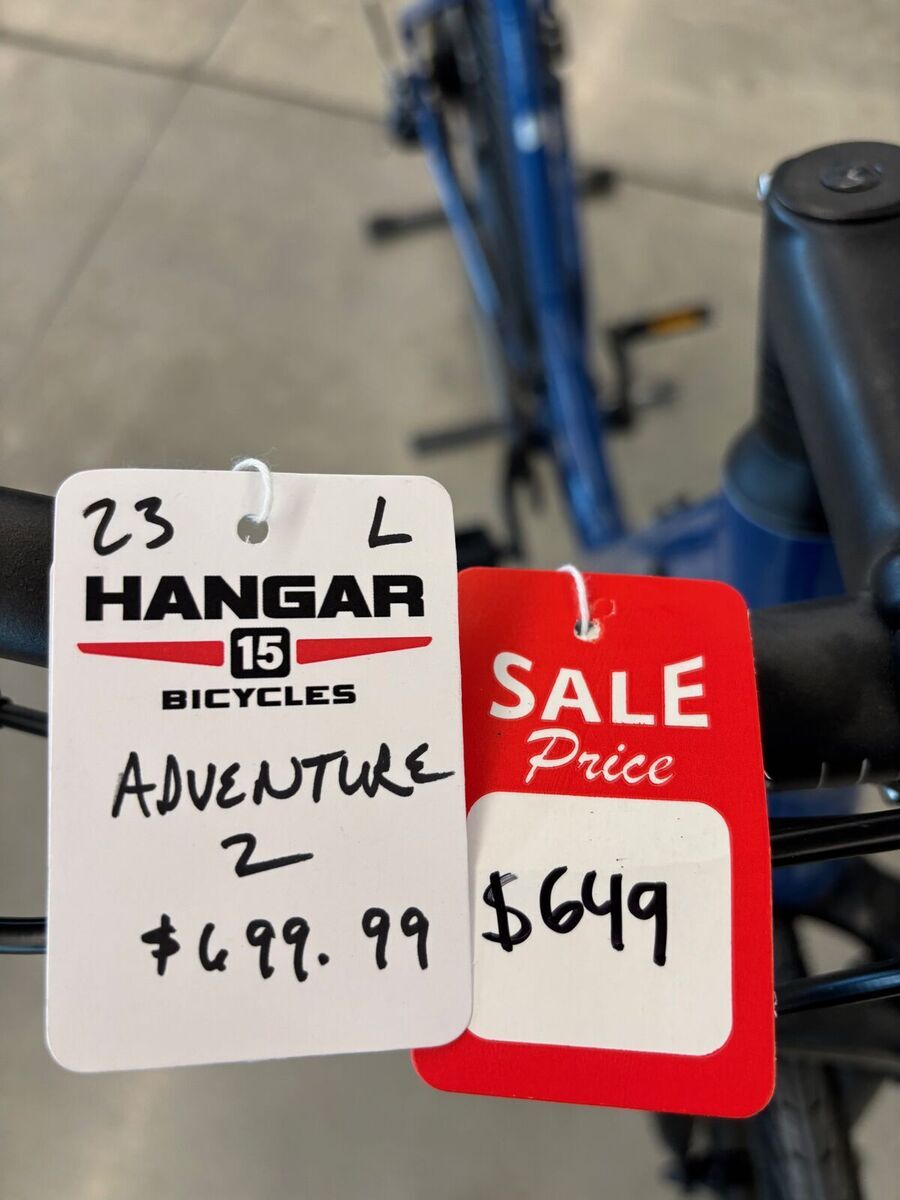 23 L
HANGAR
15
BICYCLES
ADVENTURE
2
$699.99
SALE
Price
$649